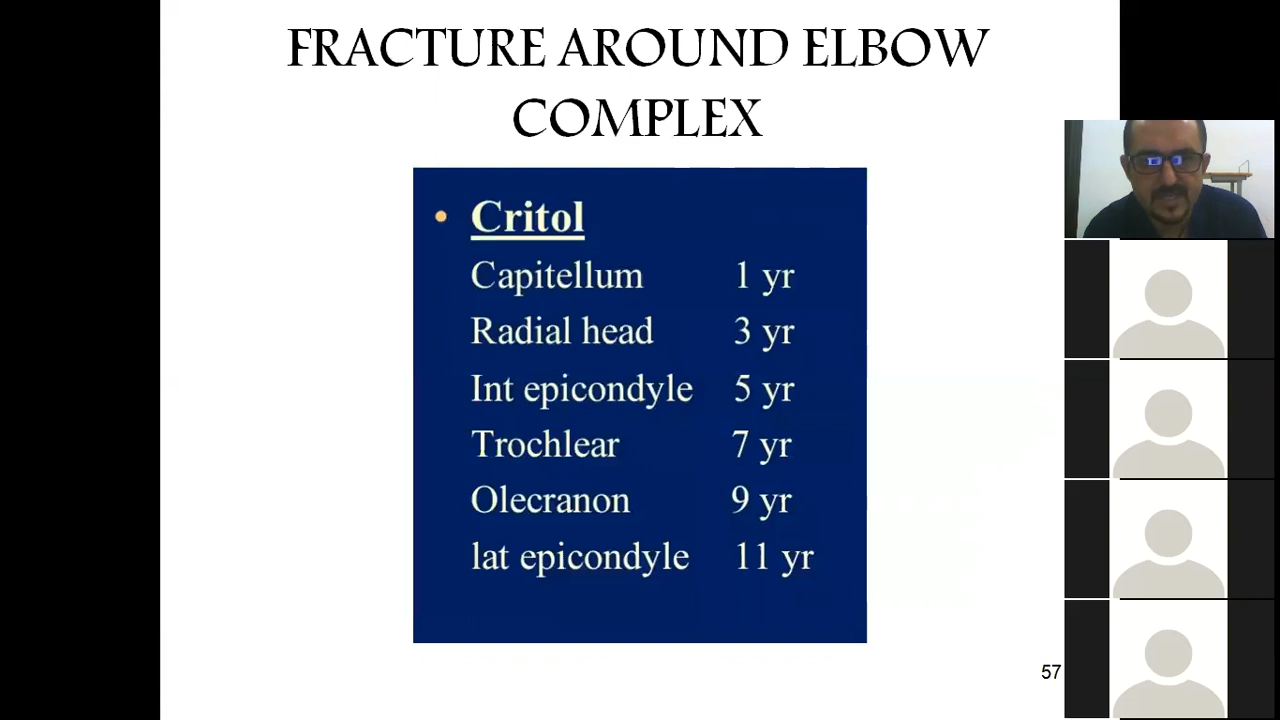 FRACTURE AROUND ELBOW
COMPLEX
• Critol
Capitellum 1 yr
Radial head 3 yr
Int epicondyle 5 yr
Trochlear 7 yr
Olecranon 9 yr
lat epicondyle 11 yr
57